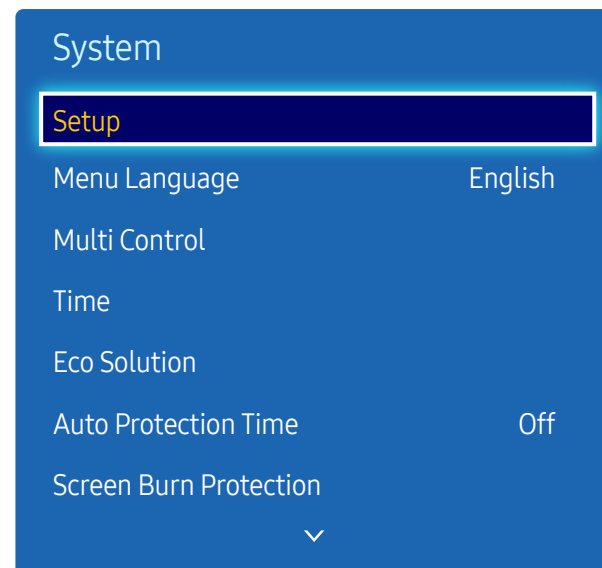 System
Setup
Menu Language English
Multi Control
Time
Eco Solution
Auto Protection Time Off
Screen Burn Protection